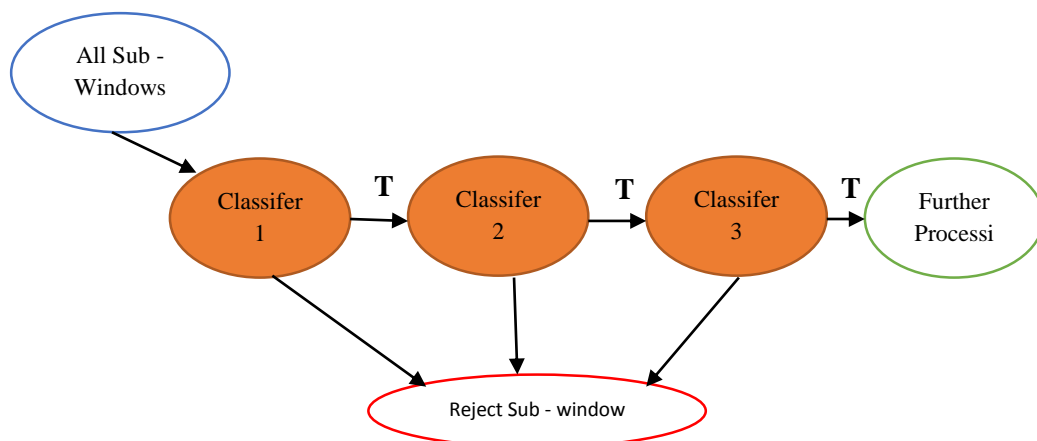 All Sub -
Windows
Classifer
1
T
Classifer
2
T
Classifer
3
T
Further
Processi
Reject Sub - window